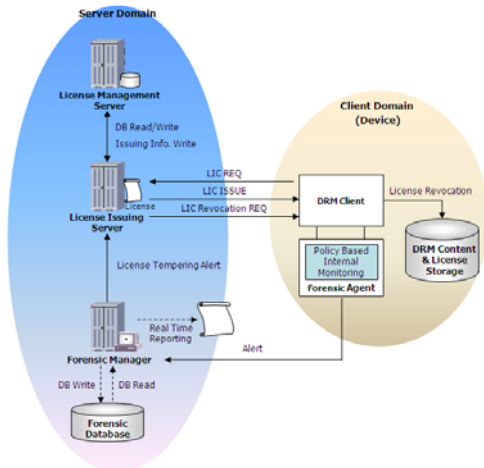 Server Domain
License Management
Server
DB Read/Write
Issuing Info. Write
License
License Issuing
Server
LIC REQ
LIC ISSUE
LIC Revocation REQ
Client Domain
(Device)
DRM Client
License Revocation
DRM Content
& License
Storage
Policy Based
Internal
Monitoring
Forensic Agent
License Tempering Alert
Real Time
Reporting
Forensic Manager
Alert
DB Write
DB Read
Forensic
Database